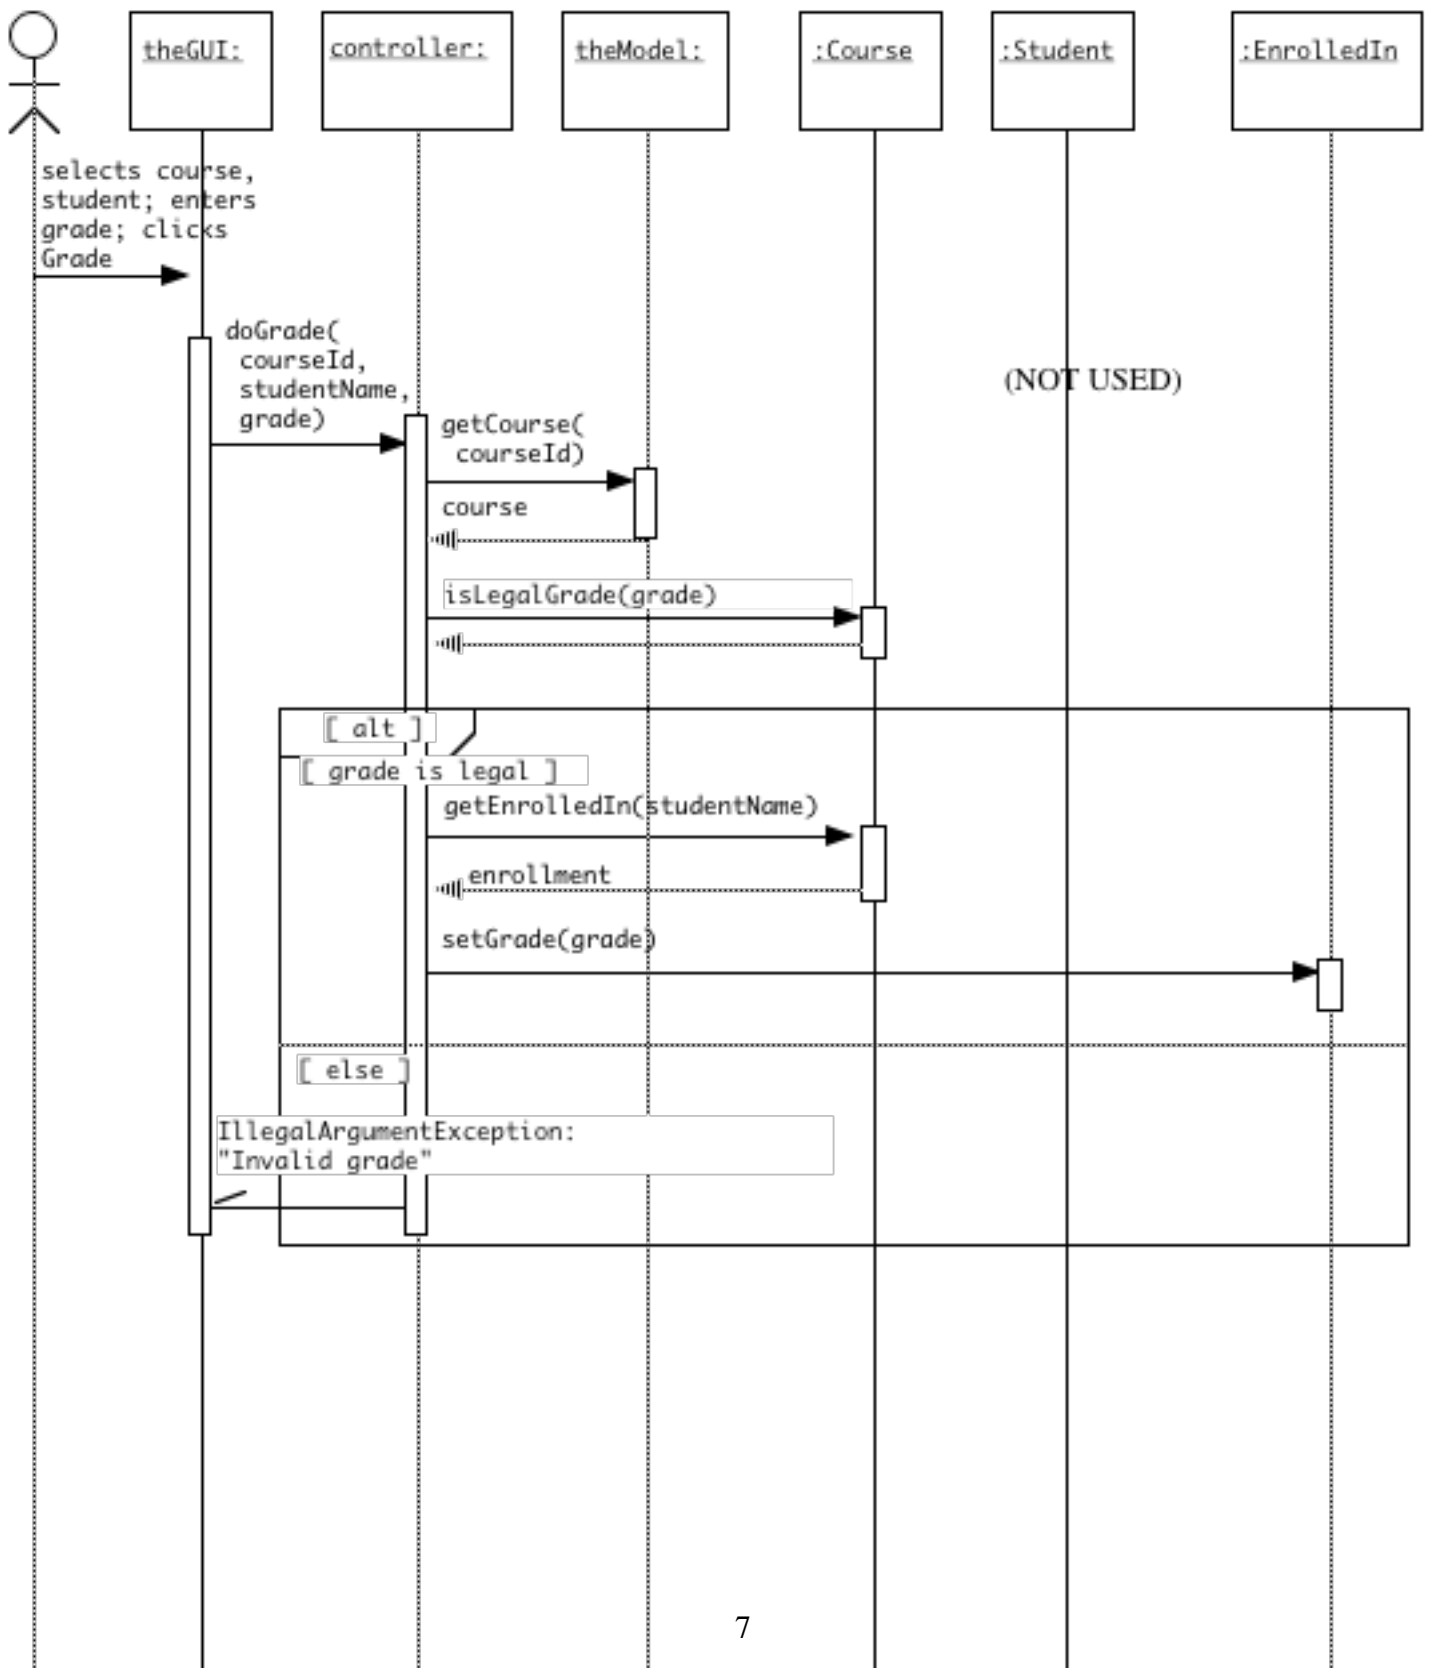 theGUI:
controller:
theModel:
:Course
:Student
:EnrolledIn
selects course,
student; enters
grade; clicks
Grade
doGrade(
courseId,
studentName,
grade)
(NOT USED)
getCourse(
courseId)
course
isLegalGrade(grade)
[ alt ]
[ grade is legal ]
getEnrolledIn(studentName)
enrollment
setGrade(grade)
[ else ]
IllegalArgumentException:
"Invalid grade"
7